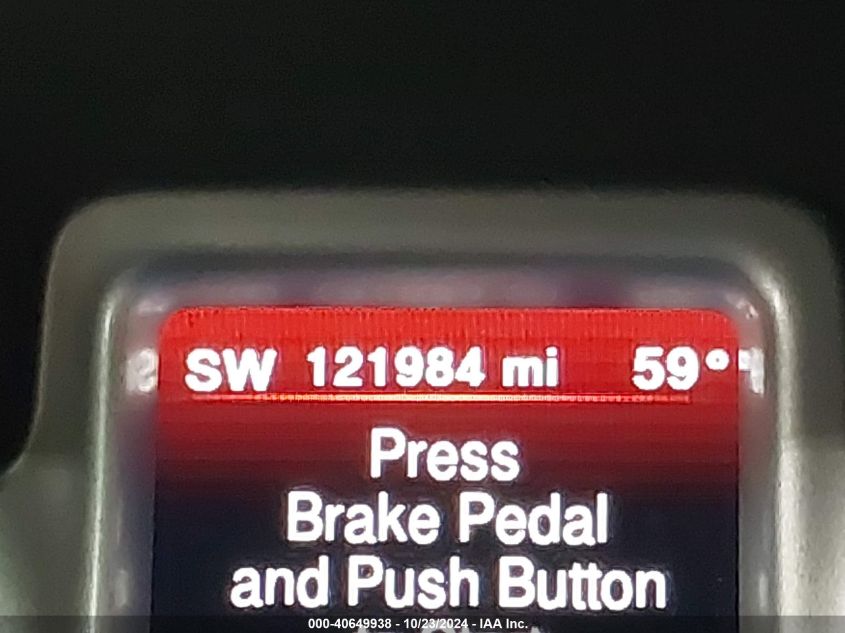 SW 121984 mi 59°
Press
Brake Pedal
and Push Button
000-40649938 - 10/23/2024 - IAA Inc.